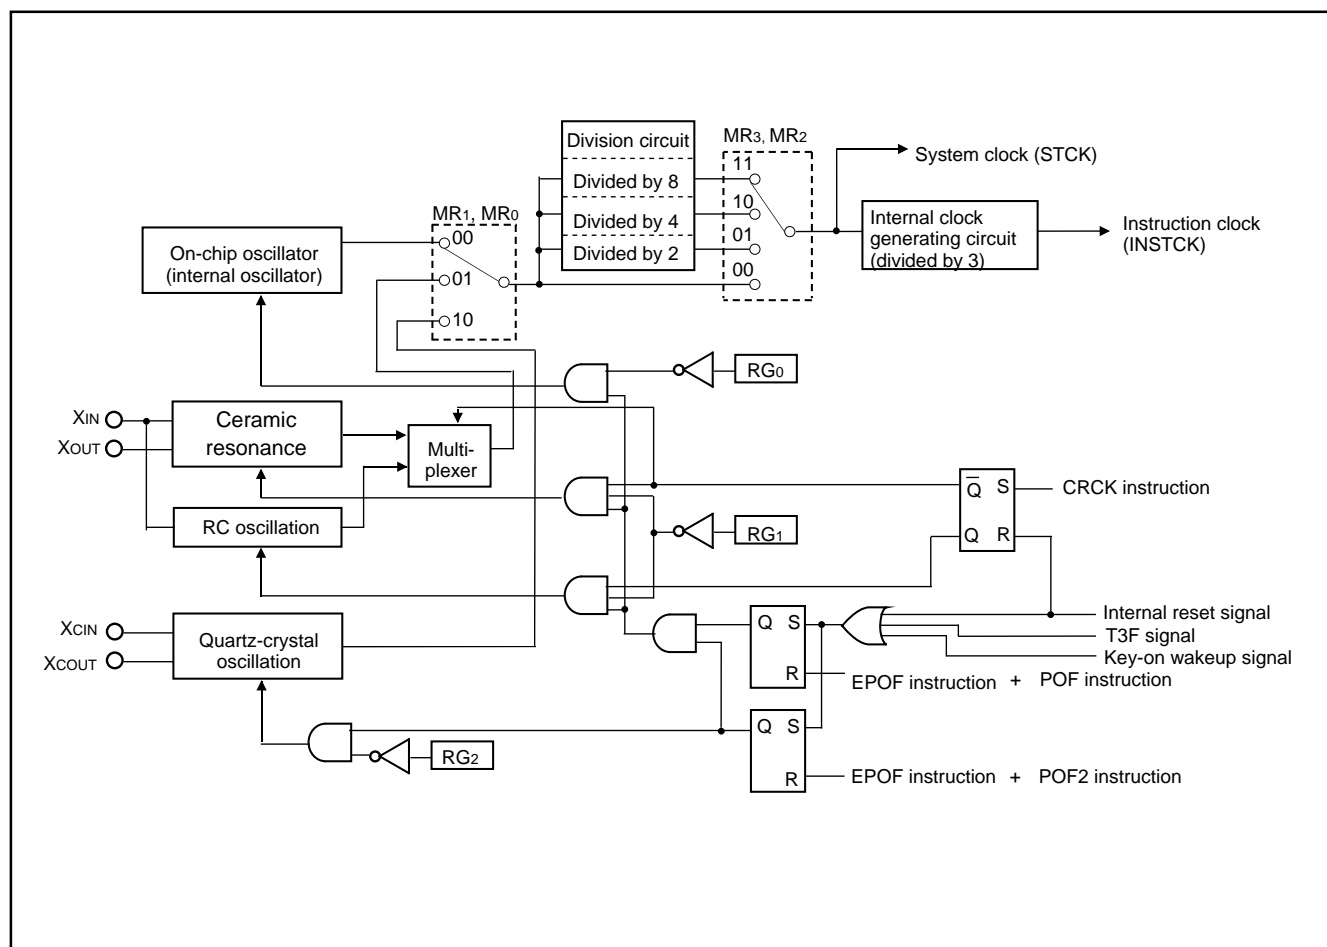 Division circuit
MR3, MR2
System clock (STCK)
11
Divided by 8
10
Divided by 4
MR1, MR0
Internal clock
generating circuit
(divided by 3)
Instruction clock
(INSTCK)
01
Divided by 2
00
00
On-chip oscillator
(internal oscillator)
01
10
RG0
XIN
Ceramic
resonance
XOUT
Multi-
plexer
Q S
CRCK instruction
RC oscillation
RG1
Q R
Internal reset signal
T3F signal
Key-on wakeup signal
XCIN
Quartz-crystal
oscillation
XCOUT
Q S
R
EPOF instruction + POF instruction
Q S
RG2
R
EPOF instruction + POF2 instruction